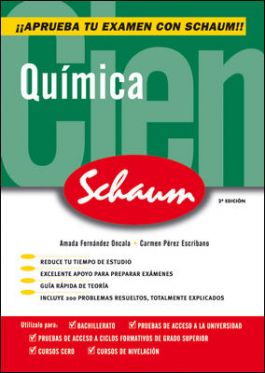 ¡¡APRUEBA TU EXAMEN CON SCHAUM!!
Cien
Química
Schaum
2ª EDICIÓN
Amada Fernández Oncala - Carmen Pérez Escribano
REDUCE TU TIEMPO DE ESTUDIO
EXCELENTE APOYO PARA PREPARAR EXÁMENES
GUÍA RÁPIDA DE TEORÍA
INCLUYE 200 PROBLEMAS RESUELTOS, TOTALMENTE EXPLICADOS
Utilízalo para: BACHILLERATO PRUEBAS DE ACCESO A LA UNIVERSIDAD
PRUEBAS DE ACCESO A CICLOS FORMATIVOS DE GRADO SUPERIOR
CURSOS CERO CURSOS DE NIVELACIÓN